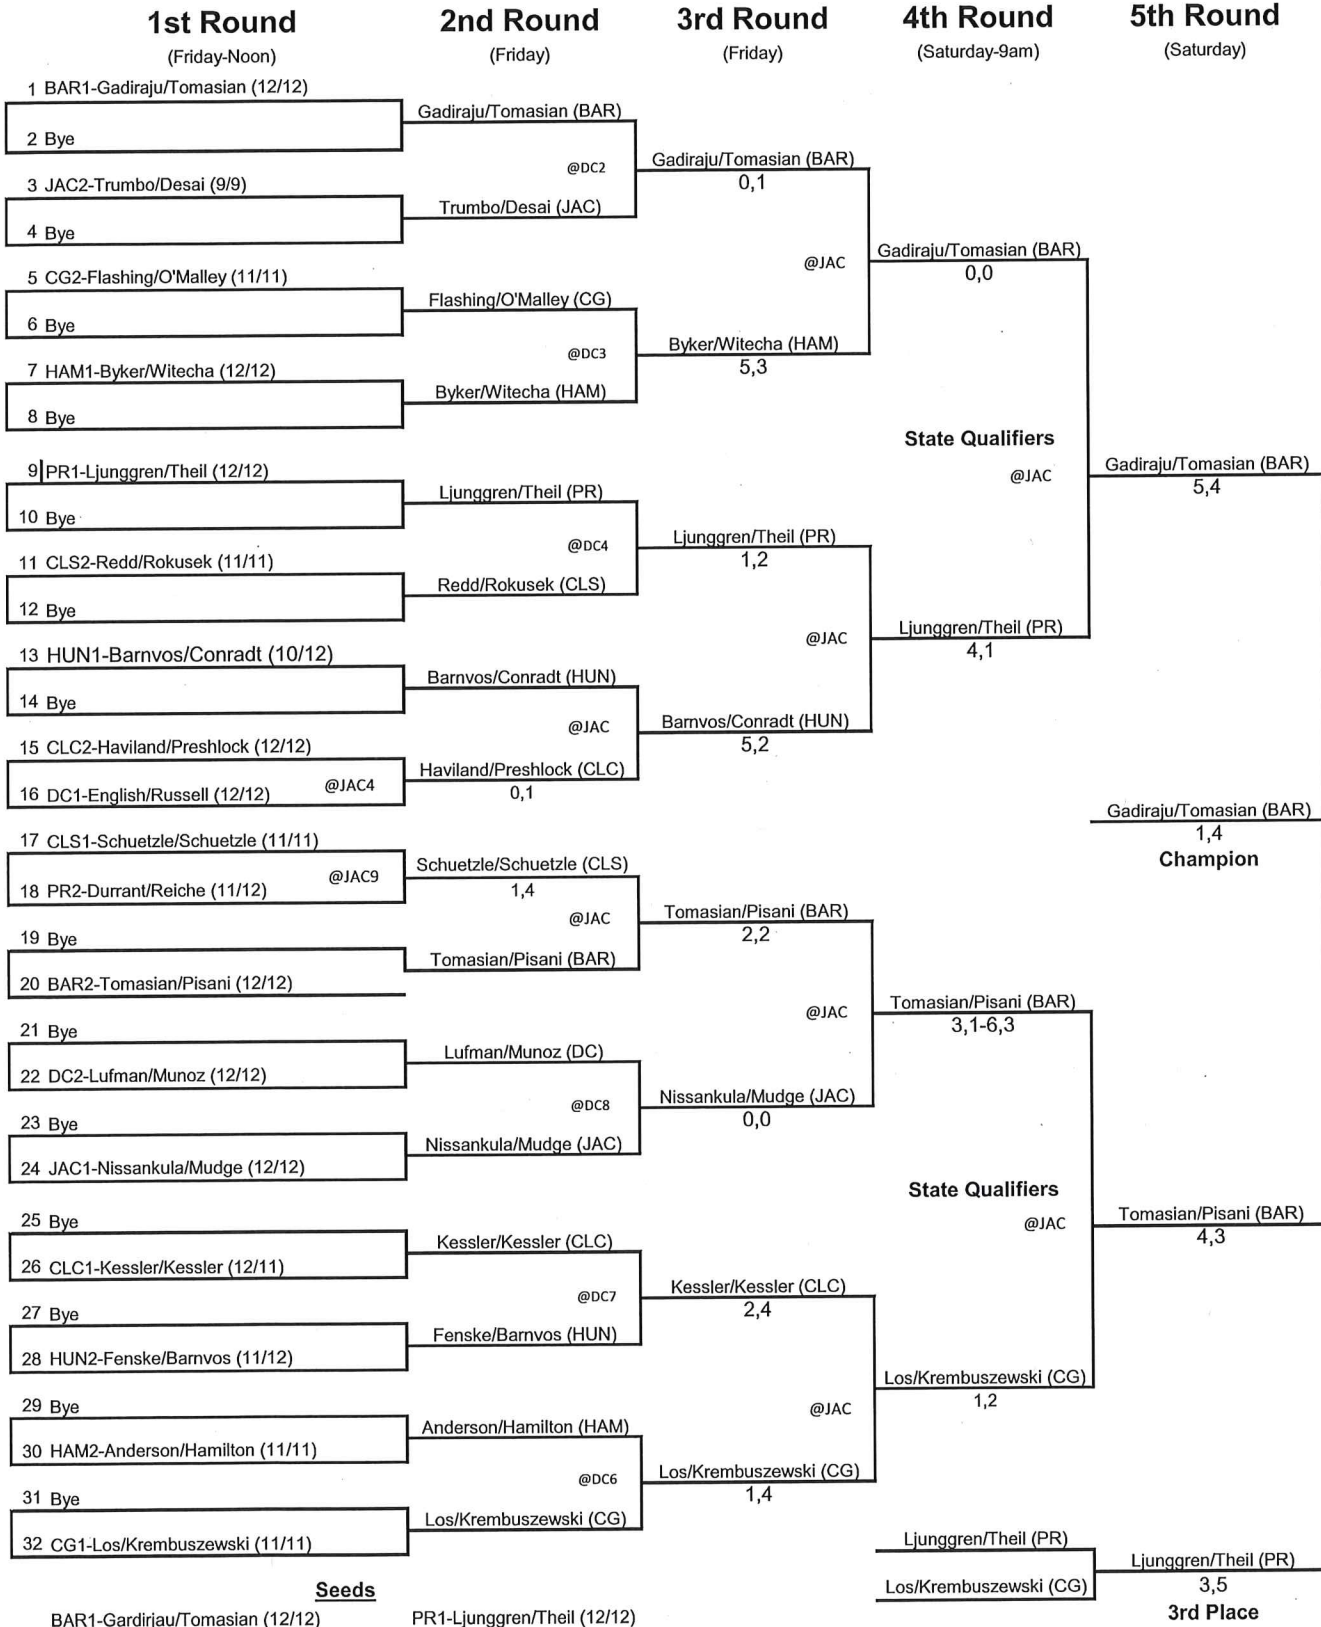 1st Round
2nd Round
3rd Round
4th Round
5th Round
(Friday-Noon)
(Friday)
(Friday)
(Saturday-9am)
(Saturday)
1 BAR1-Gadiraju/Tomasian (12/12)
2 Bye
3 JAC2-Trumbo/Desai (9/9)
4 Bye
5 CG2-Flashing/O'Malley (11/11)
6 Bye
7 HAM1-Byker/Witecha (12/12)
8 Bye
9 PR1-Ljunggren/Theil (12/12)
10 Bye
11 CLS2-Redd/Rokusek (11/11)
12 Bye
13 HUN1-Barnvos/Conradt (10/12)
14 Bye
15 CLC2-Haviland/Preshlock (12/12)
@JAC4
16 DC1-English/Russell (12/12)
17 CLS1-Schuetzle/Schuetzle (11/11)
@JAC9
18 PR2-Durrant/Reiche (11/12)
19 Bye
20 BAR2-Tomasian/Pisani (12/12)
21 Bye
22 DC2-Lufman/Munoz (12/12)
23 Bye
24 JAC1-Nissankula/Mudge (12/12)
25 Bye
26 CLC1-Kessler/Kessler (12/11)
27 Bye
28 HUN2-Fenske/Barnvos (11/12)
29 Bye
30 HAM2-Anderson/Hamilton (11/11)
31 Bye
32 CG1-Los/Krembuszewski (11/11)
Gadiraju/Tomasian (BAR)
@DC2
Trumbo/Desai (JAC)
Flashing/O'Malley (CG)
@DC3
Byker/Witecha (HAM)
Ljunggren/Theil (PR)
@DC4
Redd/Rokusek (CLS)
Barnvos/Conradt (HUN)
@JAC
Haviland/Preshlock (CLC)
0,1
Schuetzle/Schuetzle (CLS)
1,4
@JAC
Tomasian/Pisani (BAR)
Lufman/Munoz (DC)
@DC8
Nissankula/Mudge (JAC)
Kessler/Kessler (CLC)
@DC7
Fenske/Barnvos (HUN)
Anderson/Hamilton (HAM)
@DC6
Los/Krembuszewski (CG)
Gadiraju/Tomasian (BAR)
0,1
@JAC
Byker/Witecha (HAM)
5,3
Ljunggren/Theil (PR)
1,2
@JAC
Barnvos/Conradt (HUN)
5,2
Tomasian/Pisani (BAR)
2,2
@JAC
Nissankula/Mudge (JAC)
0,0
Kessler/Kessler (CLC)
2,4
@JAC
Los/Krembuszewski (CG)
1,4
Gadiraju/Tomasian (BAR)
0,0
State Qualifiers
@JAC
Ljunggren/Theil (PR)
4,1
Tomasian/Pisani (BAR)
3,1-6,3
State Qualifiers
@JAC
Los/Krembuszewski (CG)
1,2
Gadiraju/Tomasian (BAR)
5,4
Gadiraju/Tomasian (BAR)
1,4
Champion
Tomasian/Pisani (BAR)
4,3
Ljunggren/Theil (PR)
Los/Krembuszewski (CG)
Ljunggren/Theil (PR)
3,5
3rd Place
Seeds
BAR1-Gardirjau/Tomasian (12/12)
PR1-Ljunggren/Theil (12/12)